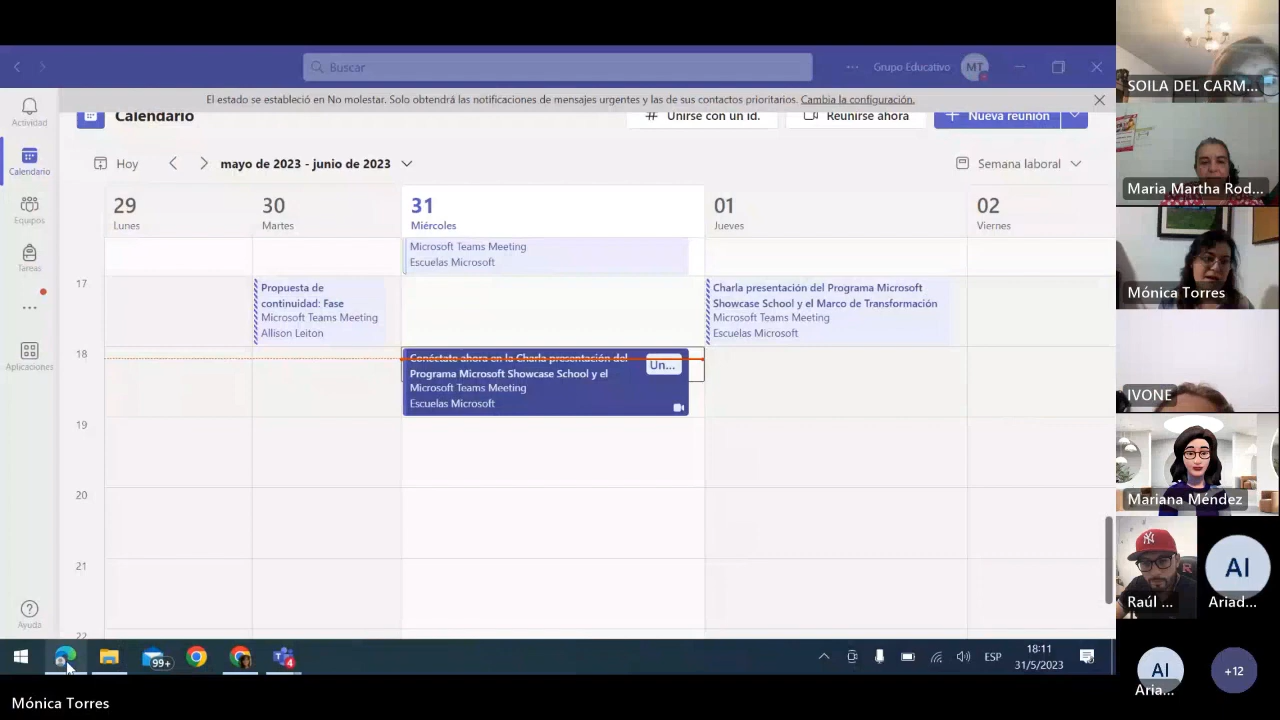 Buscar
Grupo Educativo
MT
El estado se estableció en No molestar. Solo obtendrá las notificaciones de mensajes urgentes y las de sus contactos prioritarios. Cambia la configuración.
Actividad
Calendario
Equipos
Tareas
Aplicaciones
Ayuda
Calendario
Unirse con un id.
Reunirse ahora
Nueva reunión
Hoy
mayo de 2023 - junio de 2023
Semana laboral
29
Lunes
30
Martes
31
Miércoles
01
Jueves
02
Viernes
Microsoft Teams Meeting
Escuelas Microsoft
17
Propuesta de
continuidad: Fase
Microsoft Teams Meeting
Allison Leiton
Charla presentación del Programa Microsoft
Showcase School y el Marco de Transformación
Microsoft Teams Meeting
Escuelas Microsoft
18
Conéctate ahora en la Charla presentación del
Programa Microsoft Showcase School y el
Microsoft Teams Meeting
Escuelas Microsoft
Un...
19
20
21
22
99+
4
ESP
18:11
31/5/2023
Mónica Torres
SOILA DEL CARM...
Maria Martha Rod...
Mónica Torres
IVONE
Mariana Méndez
Raúl ...
AI
Ariad...
AI
Aria...
+12